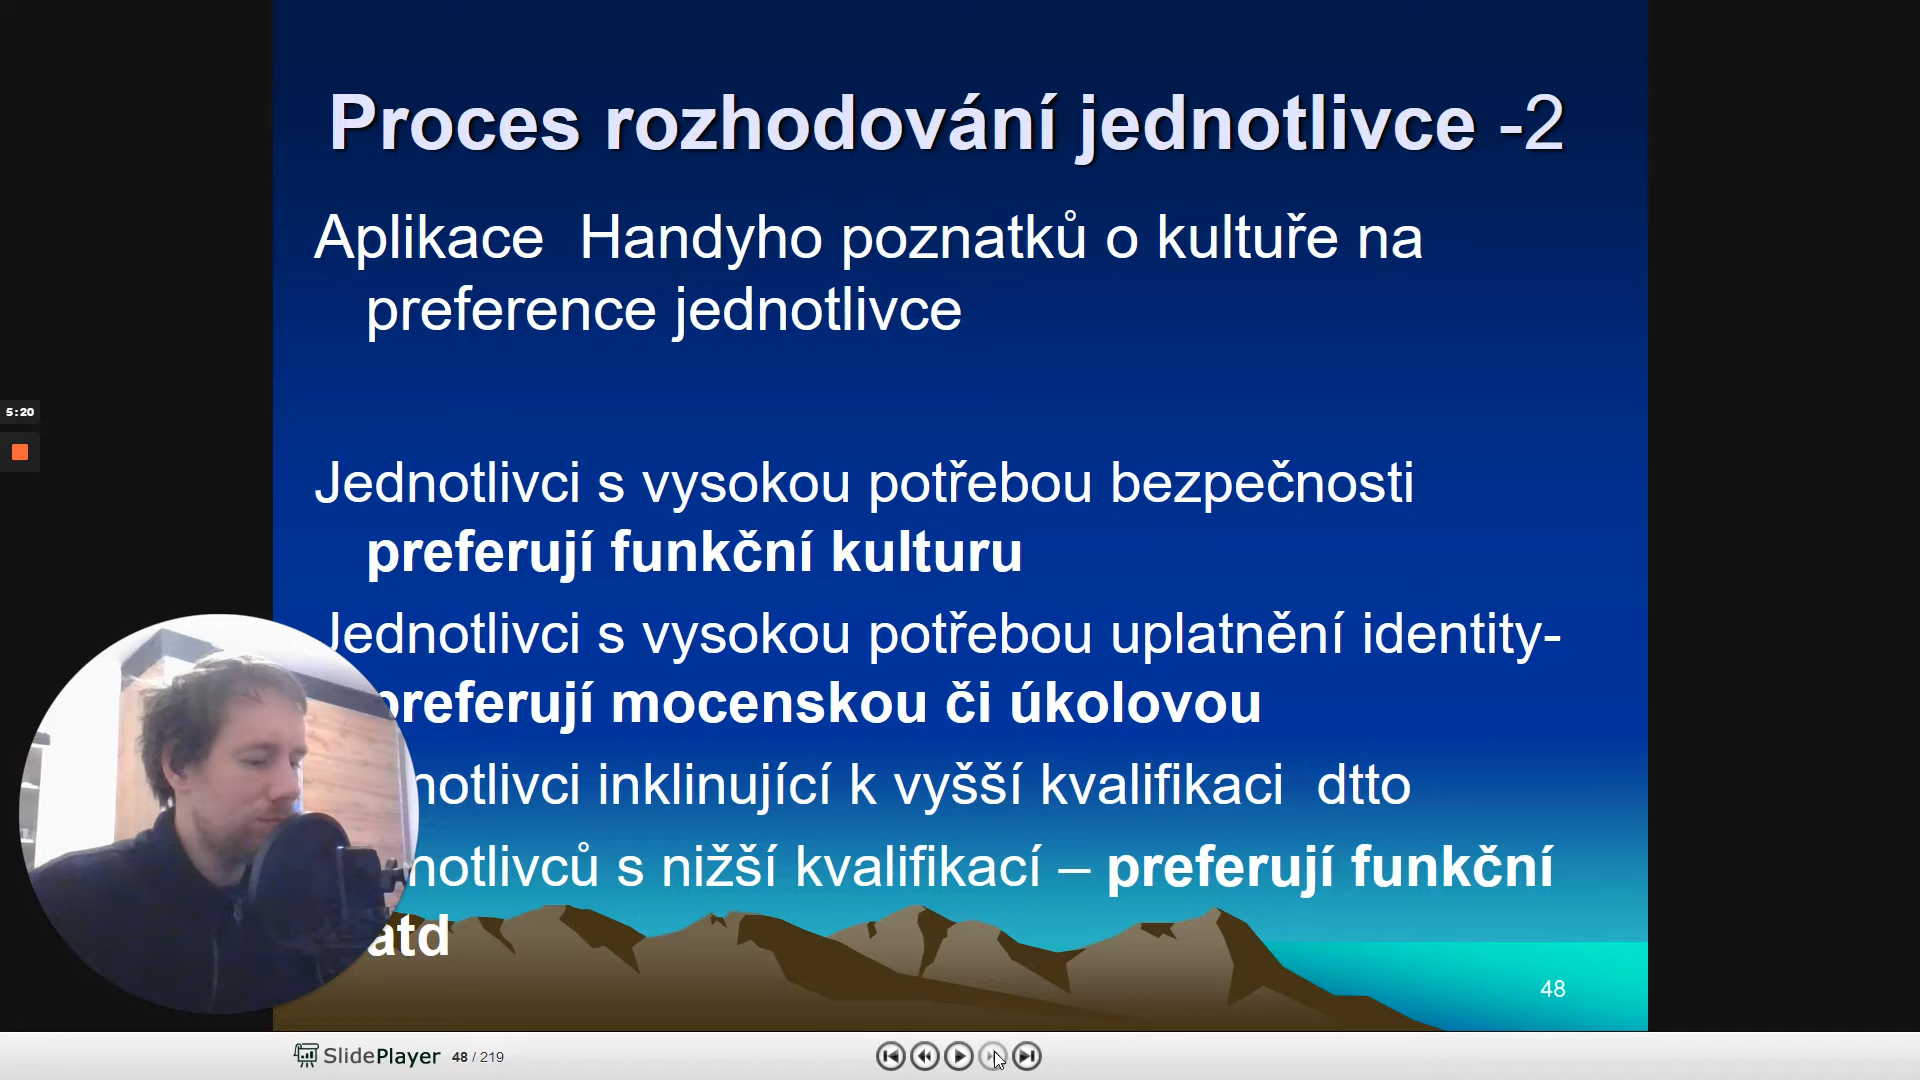 Proces rozhodování jednotlivce -2
Aplikace Handyho poznatků o kultuře na
preference jednotlivce
5:20
Jednotlivci s vysokou potřebou bezpečnosti
preferují funkční kulturu
Jednotlivci s vysokou potřebou uplatnění identity-
preferují mocenskou či úkolovou
notlivci inklinující k vyšší kvalifikaci dtto
notlivců s nižší kvalifikací – preferují funkční
atd
48
SlidePlayer 48 / 219